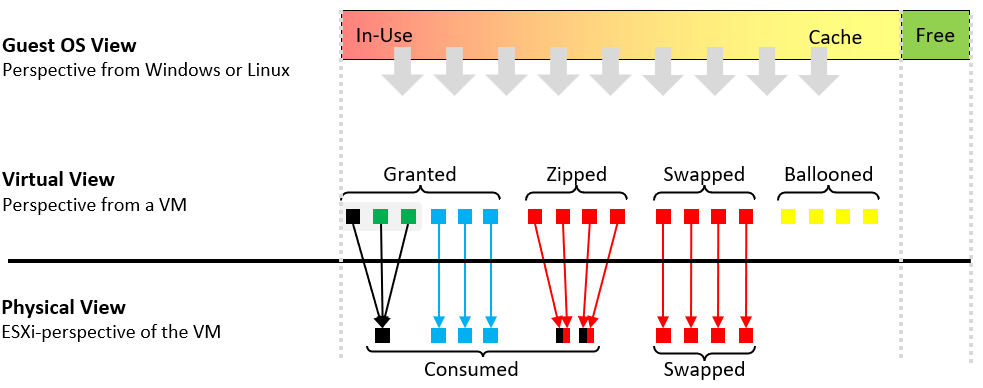 Guest OS View
Perspective from Windows or Linux
In-Use
Cache
Free
Virtual View
Perspective from a VM
Granted
Zipped
Swapped
Ballooned
Physical View
ESXi-perspective of the VM
Consumed
Swapped